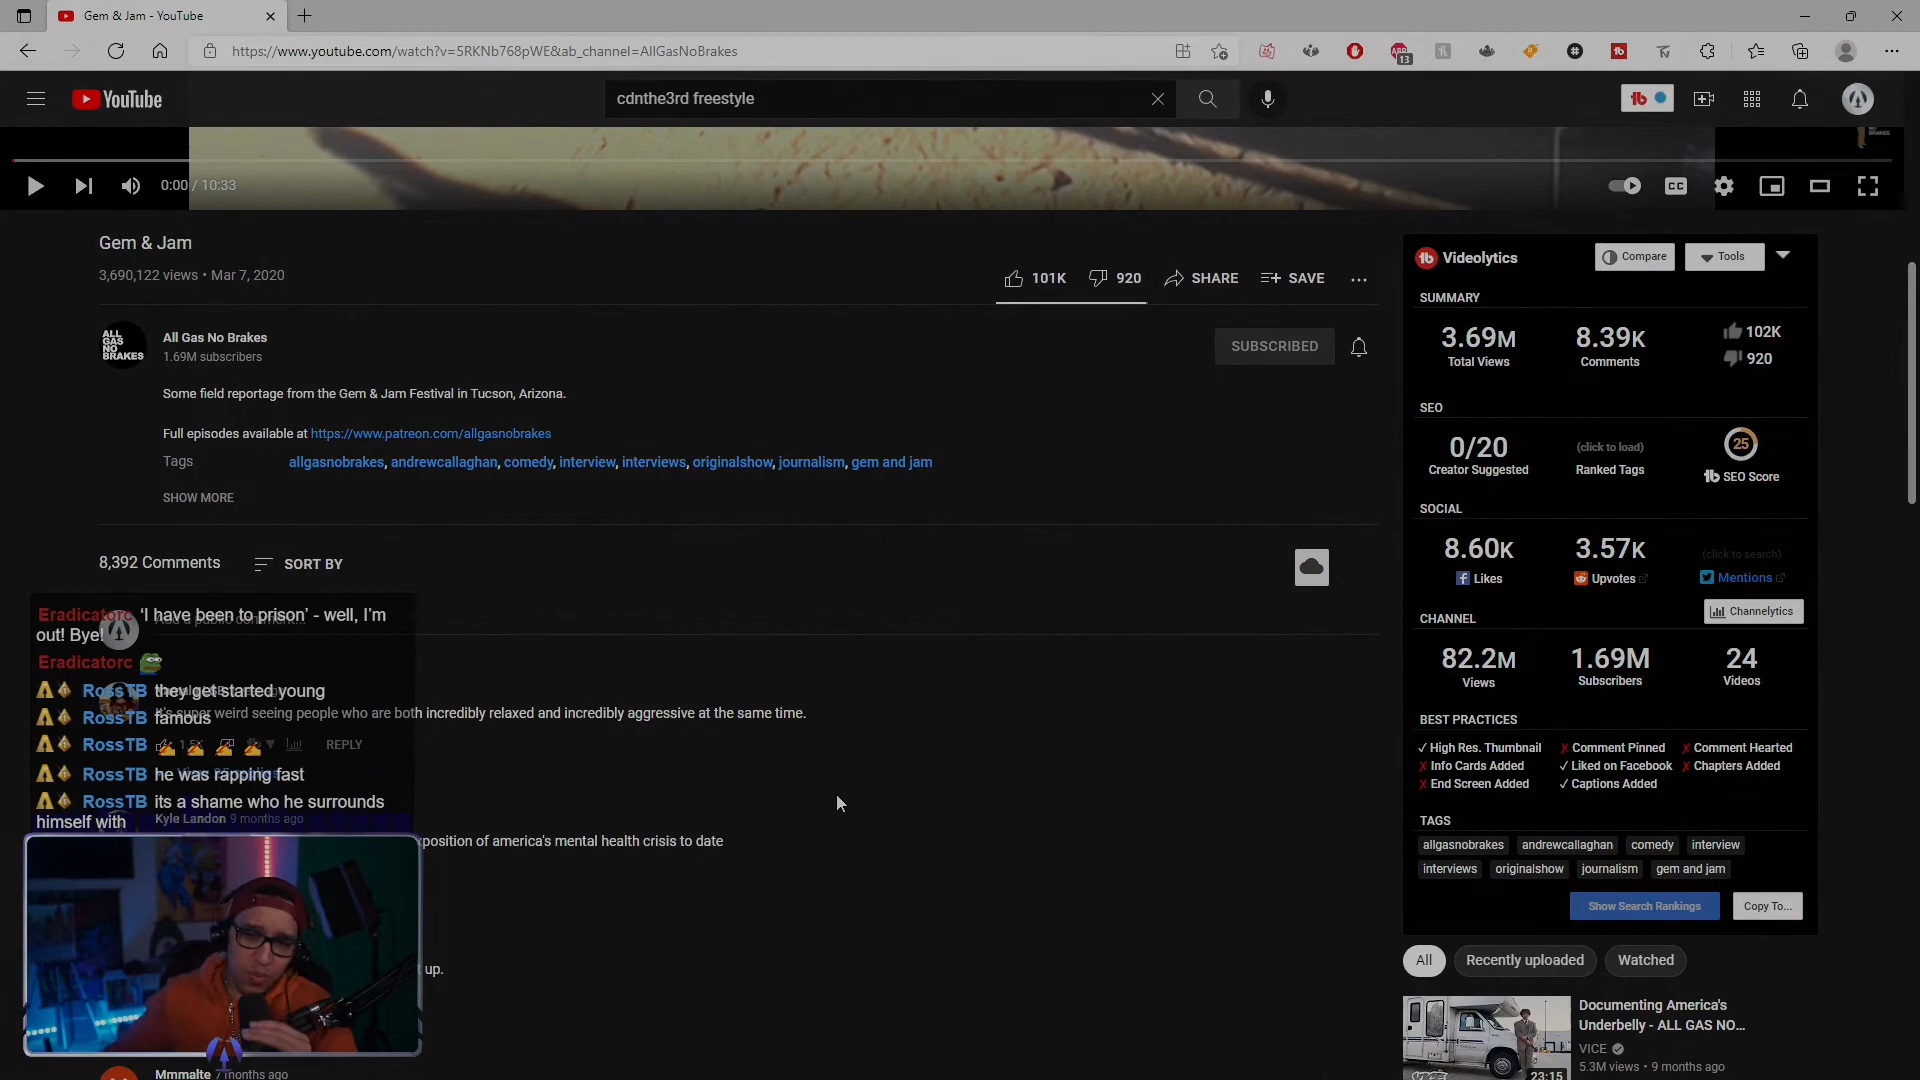 Gem & Jam - YouTube
https://www.youtube.com/watch?v=5RKNb768pWE&ab_channel=AllGasNoBrakes
13
YouTube
cdnthe3rd freestyle
0:00 / 10:33
CC
Gem & Jam
3,690,122 views • Mar 7, 2020
101K
920
SHARE
SAVE
ALL
GAS
NO
BRAKES
All Gas No Brakes
1.69M subscribers
SUBSCRIBED
Some field reportage from the Gem & Jam Festival in Tucson, Arizona.
Full episodes available at https://www.patreon.com/allgasnobrakes
Tags allgasnobrakes, andrewcallaghan, comedy, interview, interviews, originalshow, journalism, gem and jam
SHOW MORE
8,392 Comments
SORT BY
Add a public comment...
Eradicatorc 'I have been to prison' - well, I'm
out! Bye!
Eradicatorc
RossTB they get started young
RossTB famous
It's super weird seeing people who are both incredibly relaxed and incredibly aggressive at the same time.
RossTB
REPLY
RossTB he was rapping fast
RossTB its a shame who he surrounds
himself with
Kyle Landon 9 months ago
position of america's mental health crisis to date
up.
Mmmalte 7 months ago
Videolytics
Compare
Tools
SUMMARY
3.69M
Total Views
8.39K
Comments
102K
920
SEO
0/20
Creator Suggested
(click to load)
Ranked Tags
25
SEO Score
SOCIAL
8.60K
Likes
3.57K
Upvotes
(click to search)
Mentions
CHANNEL
Channelytics
82.2M
Views
1.69M
Subscribers
24
Videos
BEST PRACTICES
✓ High Res. Thumbnail ✗ Comment Pinned ✗ Comment Hearted
✗ Info Cards Added ✓ Liked on Facebook ✗ Chapters Added
✗ End Screen Added ✓ Captions Added
TAGS
allgasnobrakes andrewcallaghan comedy interview
interviews originalshow journalism gem and jam
Show Search Rankings
Copy To...
All
Recently uploaded
Watched
Documenting America's
Underbelly - ALL GAS NO...
VICE
5.3M views • 9 months ago
23:15